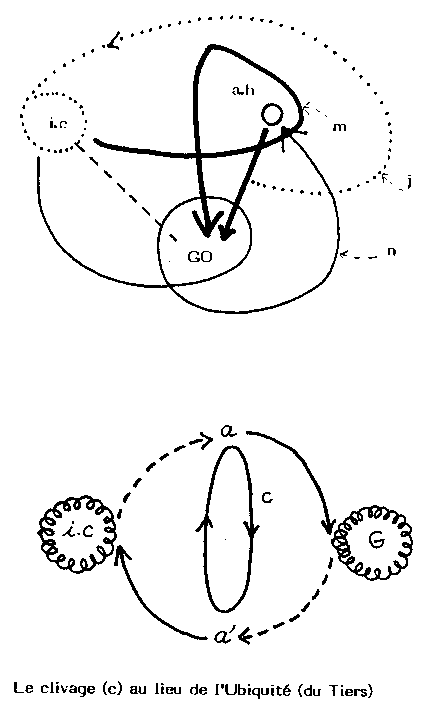 a.h
i.c
m
j
n
GO
a
c
i.c
G
a'
Le clivage (c) au lieu de l'Ubiquité (du Tiers)